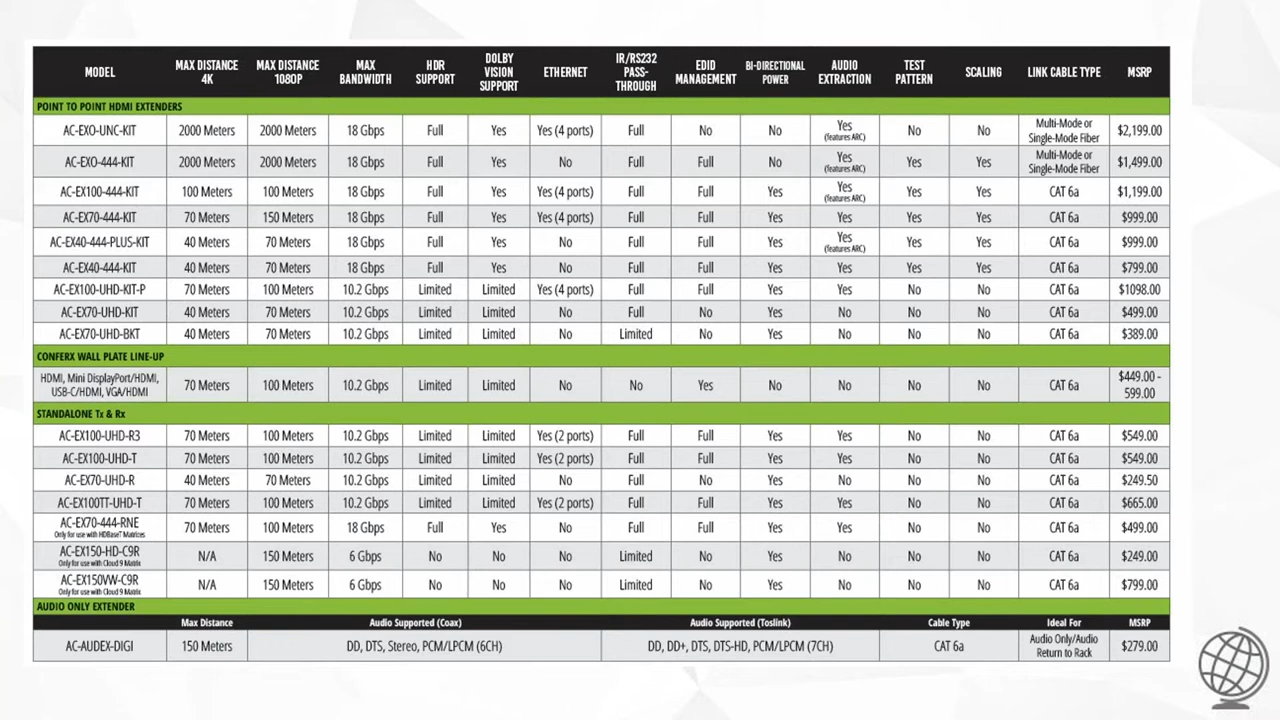 MODEL MAX DISTANCE 4K MAX DISTANCE 1080P MAX BANDWIDTH HDR SUPPORT DOLBY VISION SUPPORT ETHERNET IR/RS232 PASS-THROUGH EDID MANAGEMENT BI-DIRECTIONAL POWER AUDIO EXTRACTION TEST PATTERN SCALING LINK CABLE TYPE MSRP
POINT TO POINT HDMI EXTENDERS
AC-EXO-UNC-KIT 2000 Meters 2000 Meters 18 Gbps Full Yes Yes (4 ports) Full No No Yes (features ARC) No No Multi-Mode or Single-Mode Fiber $2,199.00
AC-EXO-444-KIT 2000 Meters 2000 Meters 18 Gbps Full Yes No Full Full No Yes (features ARC) Yes Yes Multi-Mode or Single-Mode Fiber $1,499.00
AC-EX100-444-KIT 100 Meters 100 Meters 18 Gbps Full Yes Yes (4 ports) Full Full Yes Yes (features ARC) Yes Yes CAT 6a $1,199.00
AC-EX70-444-KIT 70 Meters 150 Meters 18 Gbps Full Yes Yes (4 ports) Full Full Yes Yes Yes Yes CAT 6a $999.00
AC-EX40-444-PLUS-KIT 40 Meters 70 Meters 18 Gbps Full Yes No Full Full Yes Yes (features ARC) Yes Yes CAT 6a $999.00
AC-EX40-444-KIT 40 Meters 70 Meters 18 Gbps Full Yes No Full Full Yes Yes Yes Yes CAT 6a $799.00
AC-EX100-UHD-KIT-P 70 Meters 100 Meters 10.2 Gbps Limited Limited Yes (4 ports) Full Full Yes Yes No No CAT 6a $1098.00
AC-EX70-UHD-KIT 40 Meters 70 Meters 10.2 Gbps Limited Limited No Full No Yes No No No CAT 6a $499.00
AC-EX70-UHD-BKT 40 Meters 70 Meters 10.2 Gbps Limited Limited No Limited No Yes No No No CAT 6a $389.00
CONFERX WALL PLATE LINE-UP
HDMI, Mini DisplayPort/HDMI, USB-C/HDMI, VGA/HDMI 70 Meters 100 Meters 10.2 Gbps Limited Limited No No Yes No No No No CAT 6a $449.00 - 599.00
STANDALONE Tx & Rx
AC-EX100-UHD-R3 70 Meters 100 Meters 10.2 Gbps Limited Limited Yes (2 ports) Full Full Yes Yes No No CAT 6a $549.00
AC-EX100-UHD-T 70 Meters 100 Meters 10.2 Gbps Limited Limited Yes (2 ports) Full Full Yes Yes No No CAT 6a $549.00
AC-EX70-UHD-R 40 Meters 70 Meters 10.2 Gbps Limited Limited No Full No Yes No No No CAT 6a $249.50
AC-EX100TT-UHD-T 70 Meters 100 Meters 10.2 Gbps Limited Limited Yes (2 ports) Full Full Yes Yes No No CAT 6a $665.00
AC-EX70-444-RNE Only for use with HDBaseT Matrices 70 Meters 100 Meters 18 Gbps Full Yes No Full Full Yes Yes No No CAT 6a $499.00
AC-EX150-HD-C9R Only for use with Cloud 9 Matrix N/A 150 Meters 6 Gbps No No No Limited No Yes No No No CAT 6a $249.00
AC-EX150VW-C9R Only for use with Cloud 9 Matrix N/A 150 Meters 6 Gbps No No No Limited No Yes No No No CAT 6a $799.00
AUDIO ONLY EXTENDER
Max Distance Audio Supported (Coax) Audio Supported (Toslink) Cable Type Ideal For MSRP
AC-AUDEX-DIGI 150 Meters DD, DTS, Stereo, PCM/LPCM (6CH) DD, DD+, DTS, DTS-HD, PCM/LPCM (7CH) CAT 6a Audio Only/Audio Return to Rack $279.00